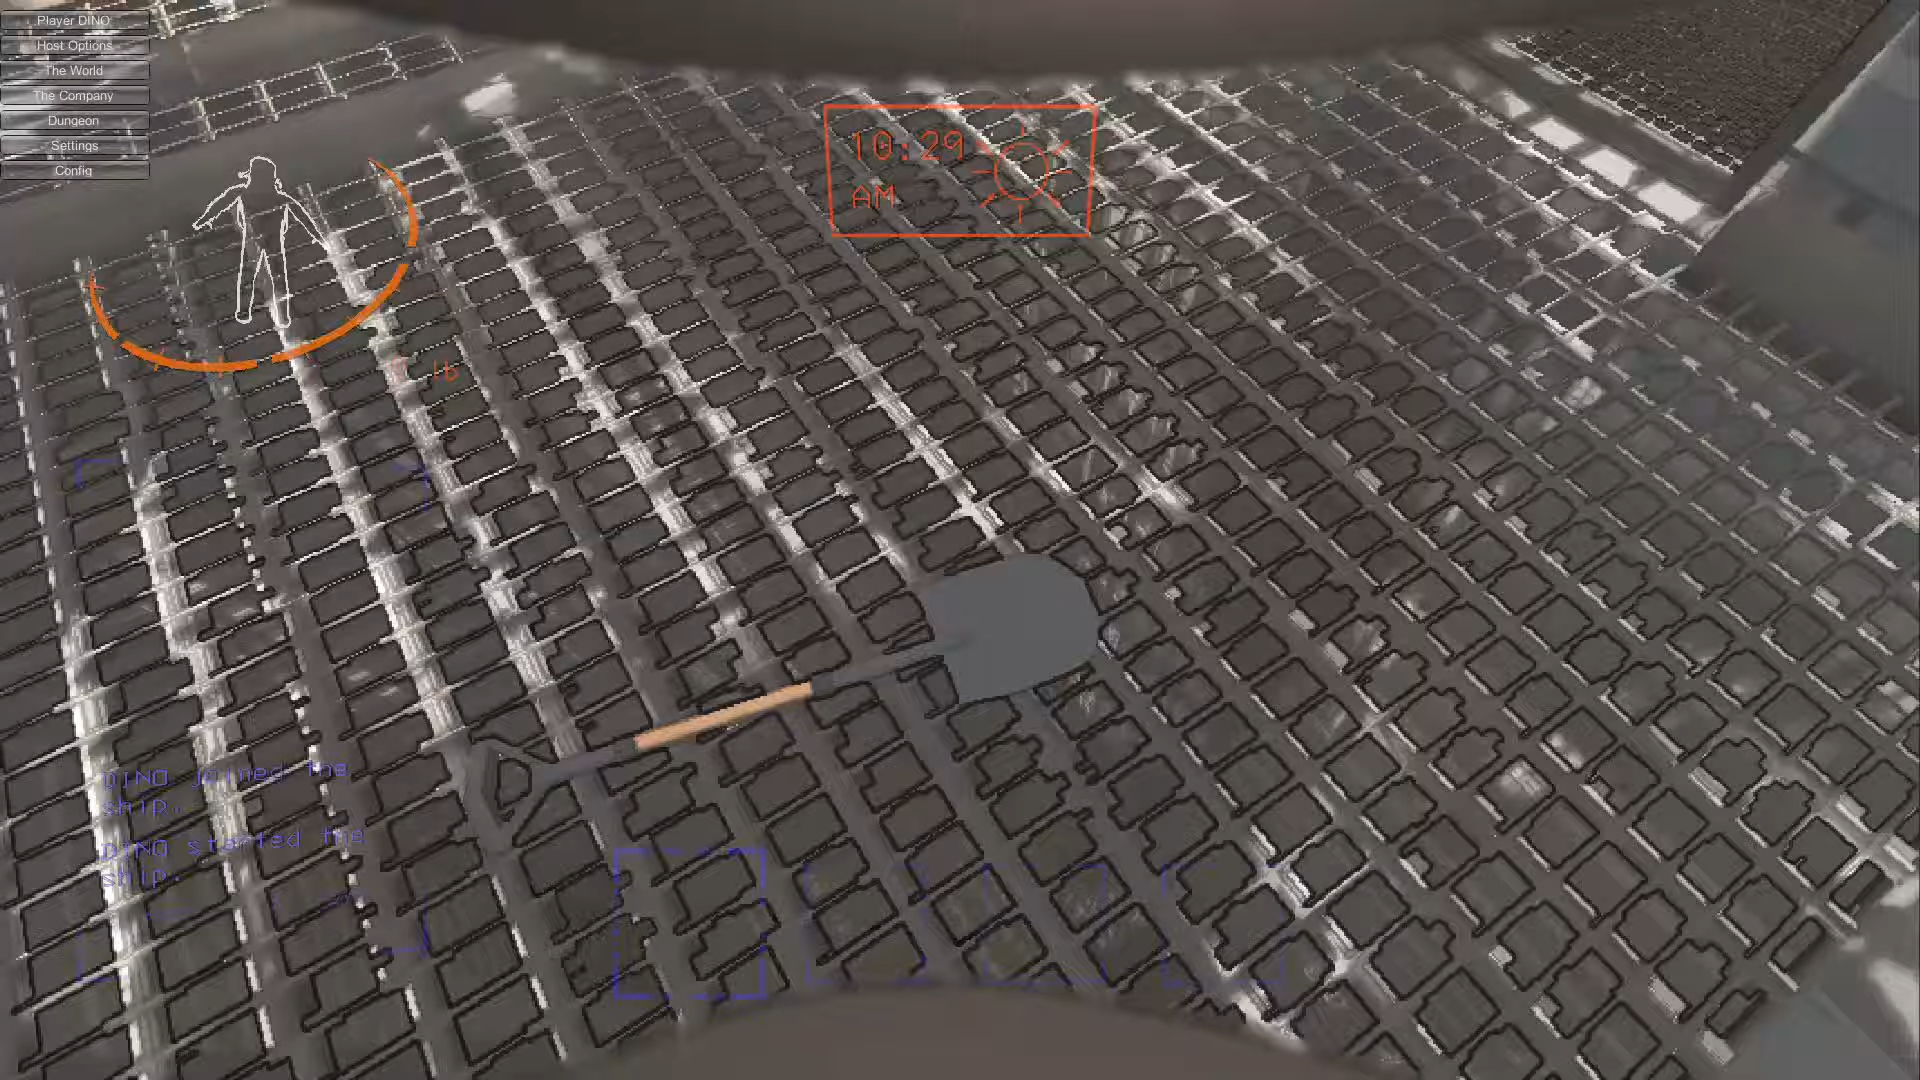 Player DINO
Host Options
The World
The Company
Dungeon
Settings
Config
10:29
AM
lb
DINO joined the
ship.
DINO started the
ship.